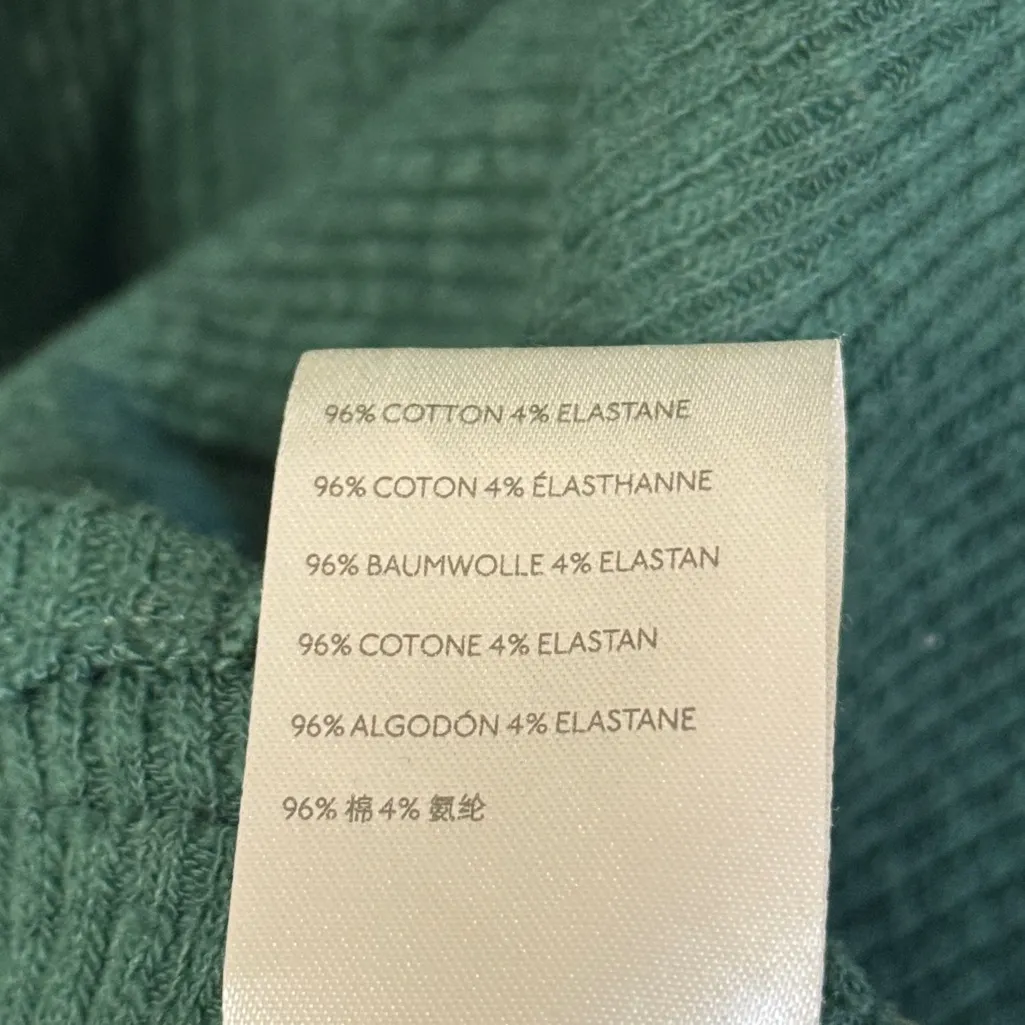 96% COTTON 4% ELASTANE
96% COTON 4% ÉLASTHANNE
96% BAUMWOLLE 4% ELASTAN
96% COTONE 4% ELASTAN
96% ALGODÓN 4% ELASTANE
96% 棉 4% 氨纶